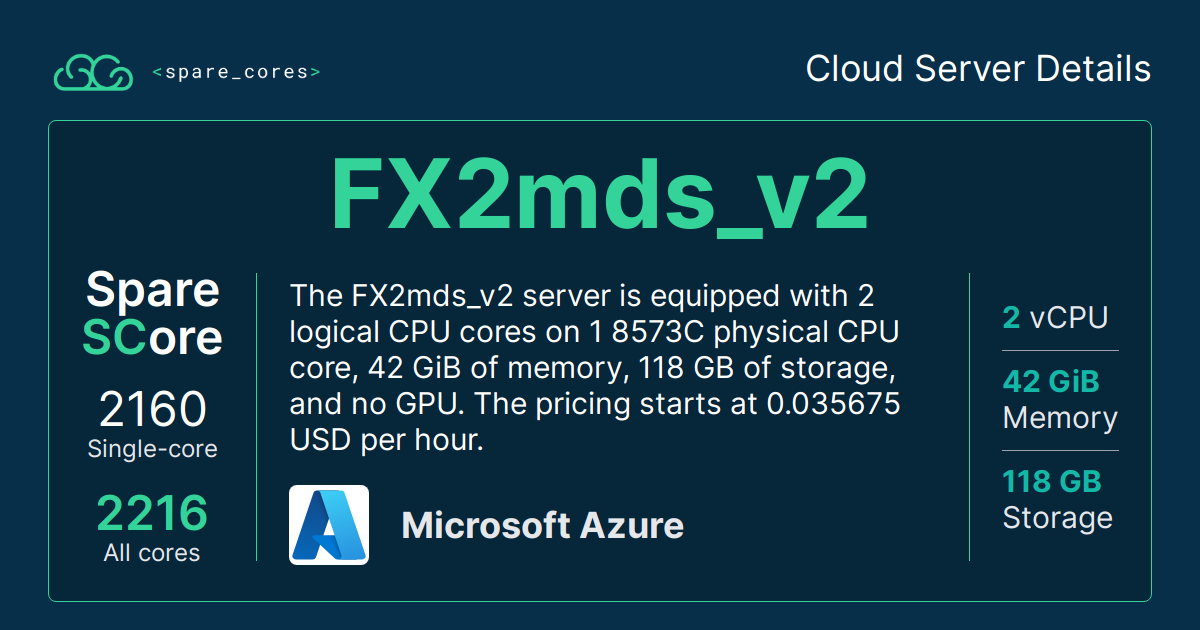 <spare_cores>
Cloud Server Details
FX2mds_v2
Spare
SCore
2160
Single-core
2216
All cores
The FX2mds_v2 server is equipped with 2
logical CPU cores on 1 8573C physical CPU
core, 42 GiB of memory, 118 GB of storage,
and no GPU. The pricing starts at 0.035675
USD per hour.
Microsoft Azure
2 vCPU
42 GiB
Memory
118 GB
Storage